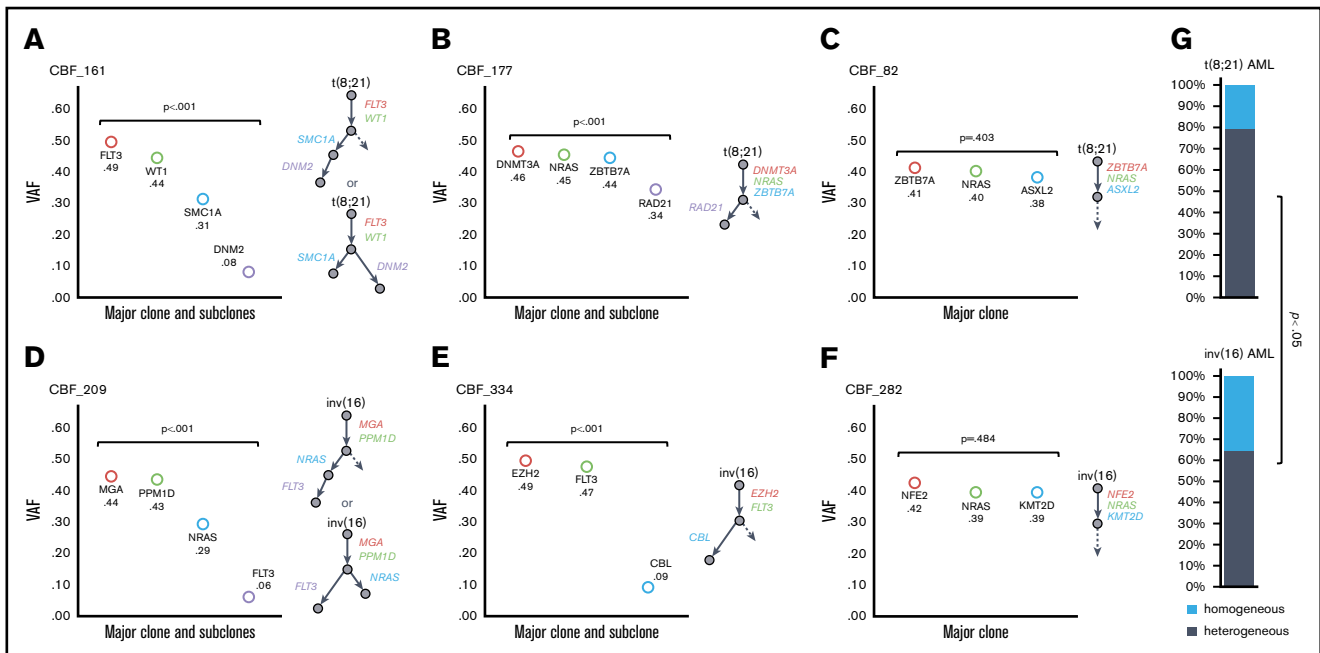 A
CBF_161
VAF
.60
.50
.40
.30
.20
.10
.00
p<.001
FLT3
.49
WT1
.44
SMC1A
.31
DNM2
.08
Major clone and subclones
t(8;21)
FLT3
WT1
SMC1A
DNM2
or
t(8;21)
FLT3
WT1
SMC1A
DNM2
B
CBF_177
VAF
.60
.50
.40
.30
.20
.10
.00
p<.001
DNMT3A
.46
NRAS
.45
ZBTB7A
.44
RAD21
.34
Major clone and subclone
t(8;21)
DNMT3A
NRAS
ZBTB7A
RAD21
C
CBF_82
VAF
.60
.50
.40
.30
.20
.10
.00
p=.403
ZBTB7A
.41
NRAS
.40
ASXL2
.38
Major clone
t(8;21)
ZBTB7A
NRAS
ASXL2
D
CBF_209
VAF
.60
.50
.40
.30
.20
.10
.00
p<.001
MGA
.44
PPM1D
.43
NRAS
.29
FLT3
.06
Major clone and subclones
inv(16)
MGA
PPM1D
NRAS
FLT3
or
inv(16)
MGA
PPM1D
NRAS
FLT3
E
CBF_334
VAF
.60
.50
.40
.30
.20
.10
.00
p<.001
EZH2
.49
FLT3
.47
CBL
.09
Major clone and subclone
inv(16)
EZH2
FLT3
CBL
F
CBF_282
VAF
.60
.50
.40
.30
.20
.10
.00
p=.484
NFE2
.42
NRAS
.39
KMT2D
.39
Major clone
inv(16)
NFE2
NRAS
KMT2D
G
t(8;21) AML
100%
90%
80%
70%
60%
50%
40%
30%
20%
10%
0%
p<.05
inv(16) AML
100%
90%
80%
70%
60%
50%
40%
30%
20%
10%
0%
homogeneous
heterogeneous